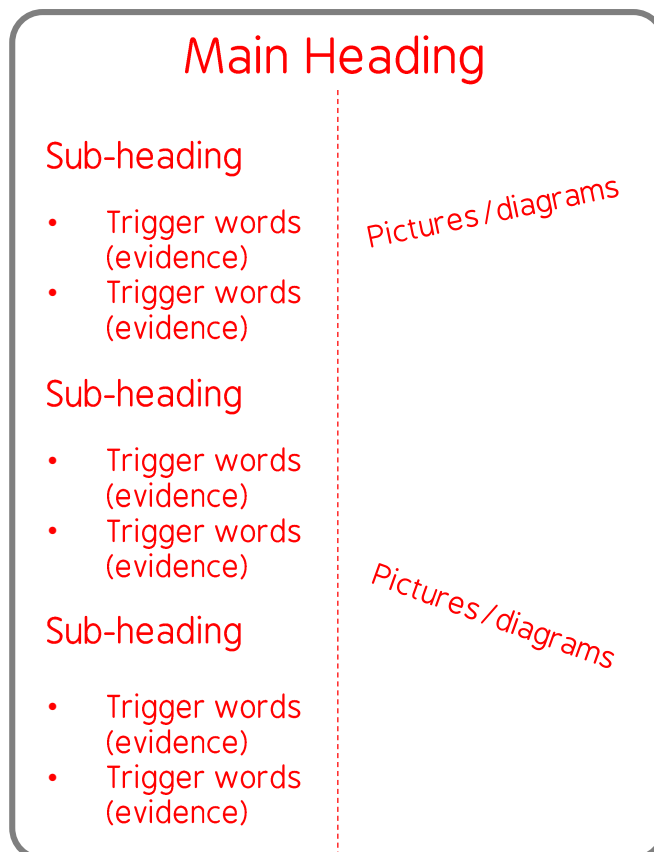 Main Heading
Sub-heading
• Trigger words
(evidence)
• Trigger words
(evidence)
Pictures/diagrams
Sub-heading
• Trigger words
(evidence)
• Trigger words
(evidence)
Pictures/diagrams
Sub-heading
• Trigger words
(evidence)
• Trigger words
(evidence)